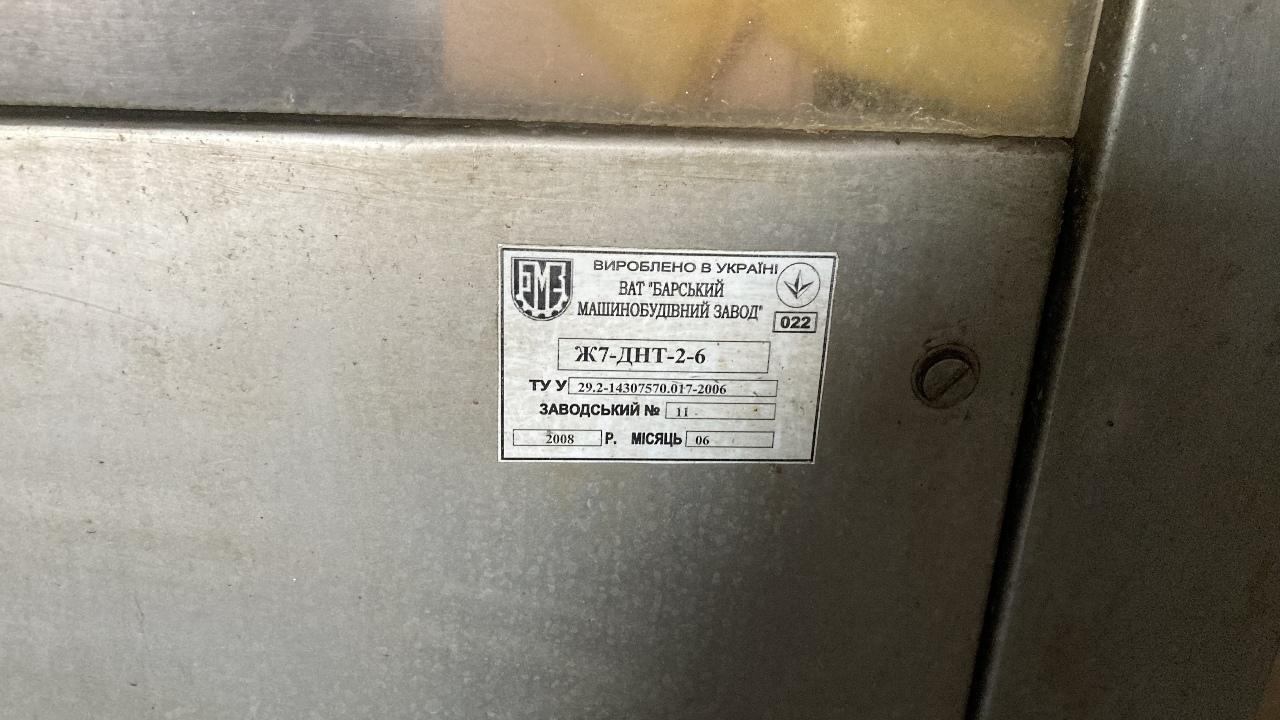 БМЗ
ВИРОБЛЕНО В УКРАЇНІ
ВАТ "БАРСЬКИЙ
МАШИНОБУДІВНИЙ ЗАВОД"
022
Ж7-ДНТ-2-6
ТУ У 29.2-14307570.017-2006
ЗАВОДСЬКИЙ № 11
2008 Р. МІСЯЦЬ 06